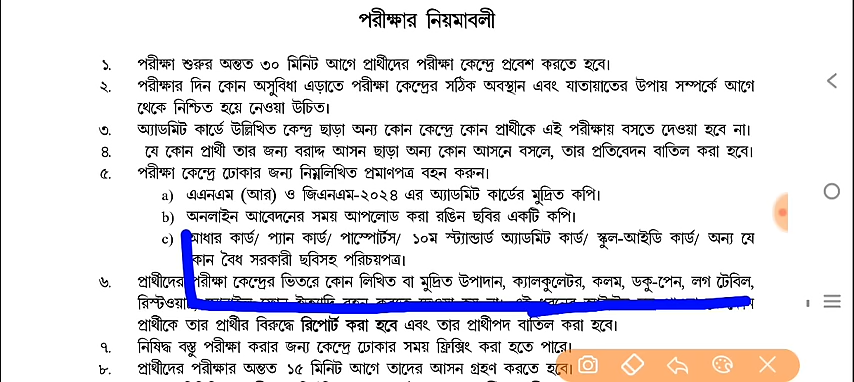 পরীক্ষার নিয়মাবলী
১. পরীক্ষা শুরুর অন্তত ৩০ মিনিট আগে প্রার্থীদের পরীক্ষা কেন্দ্রে প্রবেশ করতে হবে।
২. পরীক্ষার দিন কোন অসুবিধা এড়াতে পরীক্ষা কেন্দ্রের সঠিক অবস্থান এবং যাতায়াতের উপায় সম্পর্কে আগে
থেকে নিশ্চিত হয়ে নেওয়া উচিত।
৩. অ্যাডমিট কার্ডে উল্লিখিত কেন্দ্র ছাড়া অন্য কোন কেন্দ্রে কোন প্রার্থীকে এই পরীক্ষায় বসতে দেওয়া হবে না।
৪. যে কোন প্রার্থী তার জন্য বরাদ্দ আসন ছাড়া অন্য কোন আসনে বসলে, তার প্রতিবেদন বাতিল করা হবে।
৫. পরীক্ষা কেন্দ্রে ঢোকার জন্য নিম্নলিখিত প্রমাণপত্র বহন করুন।
a) এএনএম (আর) ও জিএনএম-২০২৪ এর অ্যাডমিট কার্ডের মুদ্রিত কপি।
b) অনলাইন আবেদনের সময় আপলোড করা রঙিন ছবির একটি কপি।
c) আধার কার্ড/ প্যান কার্ড/ পাস্পোর্টস/ ১০ম স্ট্যান্ডার্ড অ্যাডমিট কার্ড/ স্কুল-আইডি কার্ড/ অন্য যে
কোন বৈধ সরকারী ছবিসহ পরিচয়পত্র।
৬. প্রার্থীদের পরীক্ষা কেন্দ্রের ভিতরে কোন লিখিত বা মুদ্রিত উপাদান, ক্যালকুলেটর, কলম, ডকু-পেন, লগ টেবিল,
প্রার্থীকে তার প্রার্থীর বিরুদ্ধে রিপোর্ট করা হবে এবং তার প্রার্থীপদ বাতিল করা হবে।
৭. নিষিদ্ধ বস্তু পরীক্ষা করার জন্য কেন্দ্রে ঢোকার সময় ফ্রিস্কিং করা হতে পারে।
৮. প্রার্থীদের পরীক্ষার অন্তত ১৫ মিনিট আগে তাদের আসন গ্রহণ করতে হবে।